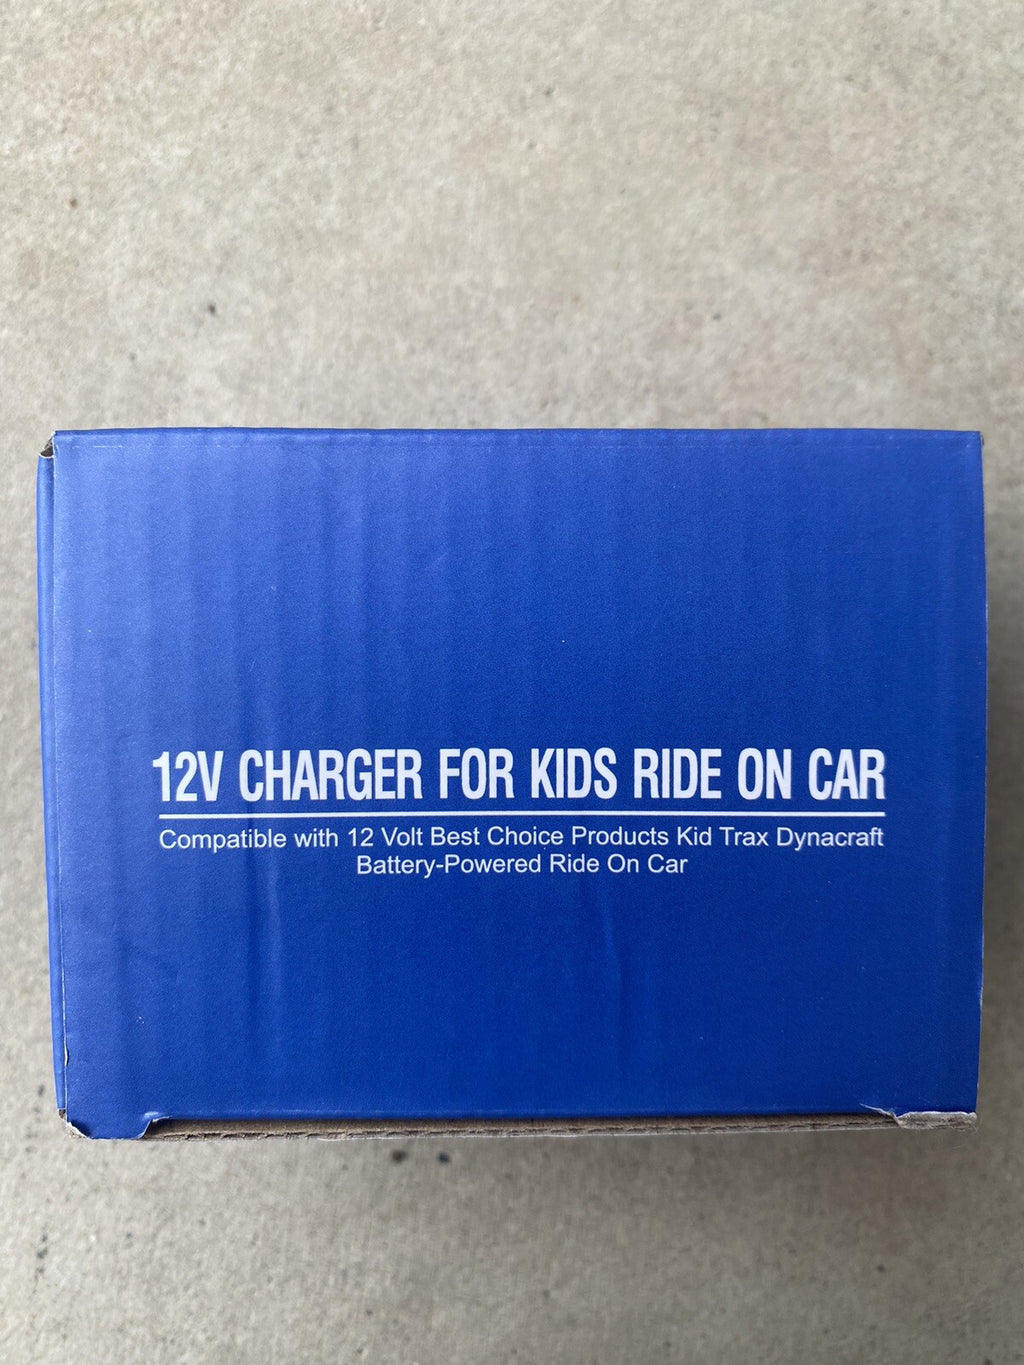 12V CHARGER FOR KIDS RIDE ON CAR
Compatible with 12 Volt Best Choice Products Kid Trax Dynacraft
Battery-Powered Ride On Car